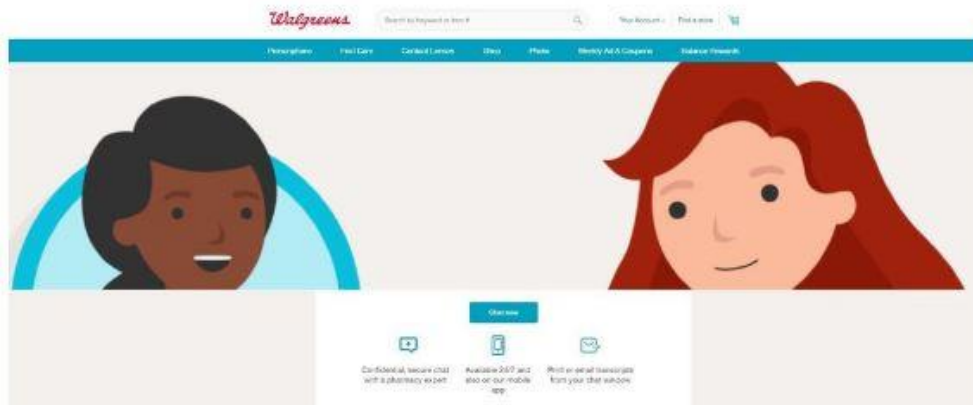 Walgreens
Search by keyword or item #
Your Account
Find a store
Prescriptions
Find Care
Contact Lenses
Shop
Photo
Weekly Ad & Coupons
Balance Rewards
Chat now
Confidential, secure chat
with a pharmacy expert
Available 24/7 and
also on our mobile
app
Print or email transcripts
from your chat window